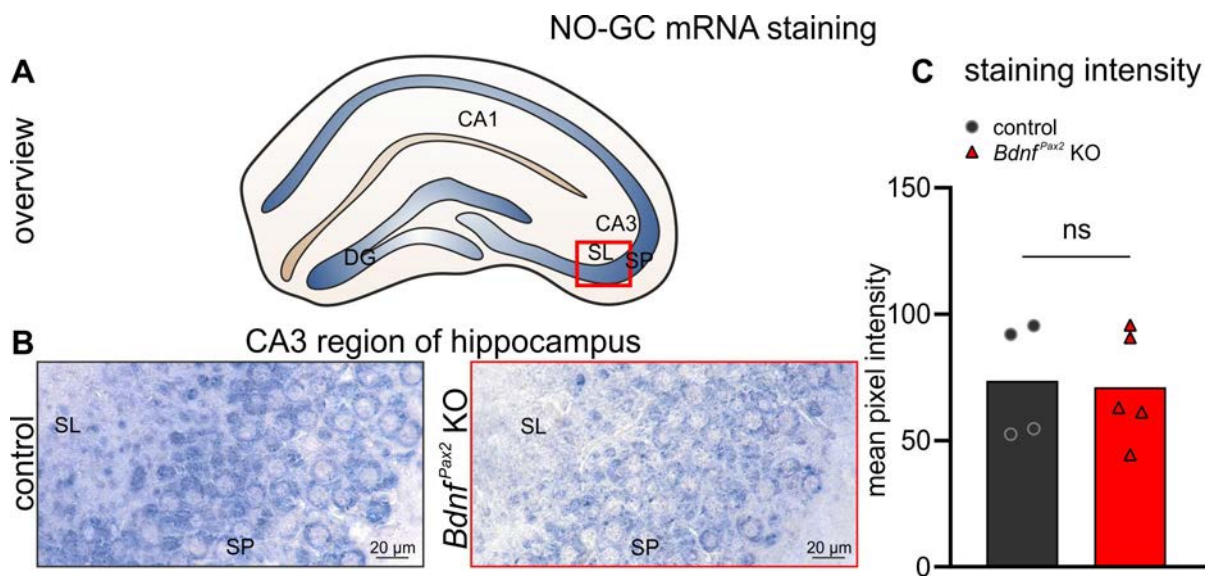 NO-GC mRNA staining
A
overview
CA1
CA3
SL
SP
DG
B
CA3 region of hippocampus
control
SL
SP
20 µm
Bdnf^Pax2 KO
SL
SP
20 µm
C staining intensity
control
Bdnf^Pax2 KO
mean pixel intensity
150
100
50
0
ns